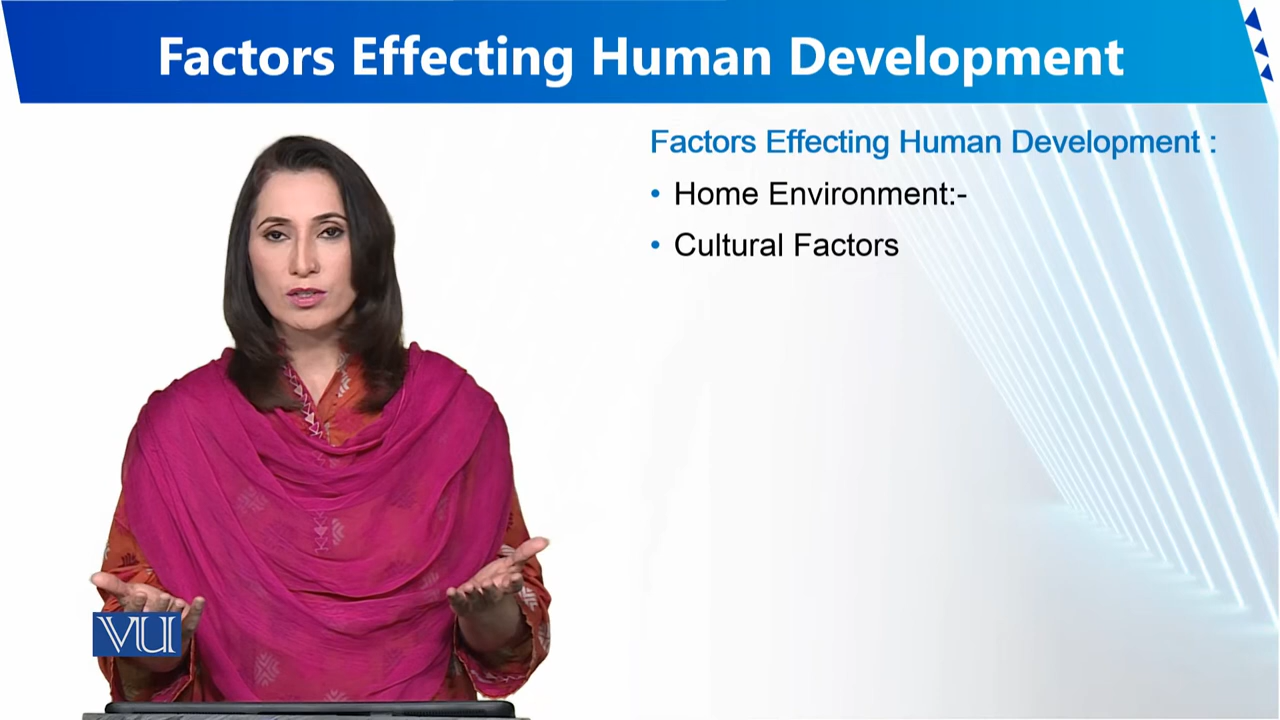 Factors Effecting Human Development
Factors Effecting Human Development :
• Home Environment:-
• Cultural Factors
VU